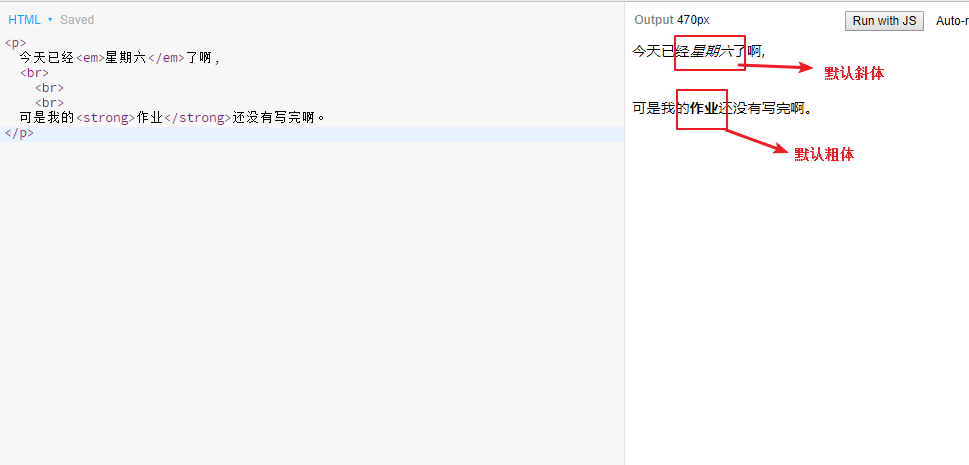 HTML ▾ Saved
<p>
今天已经<em>星期六</em>了啊,
<br>
<br>
<br>
可是我的<strong>作业</strong>还没有写完啊。
</p>
Output 470px
Run with JS Auto-r
今天已经星期六了啊,
默认斜体
可是我的作业还没有写完啊。
默认粗体